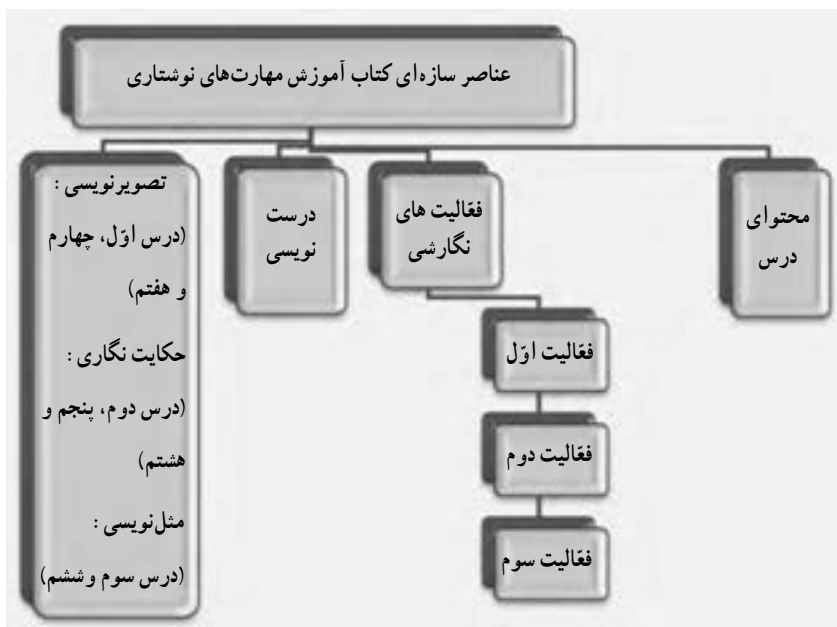 عناصر سازه‌ای کتاب آموزش مهارت‌های نوشتاری
محتوای
درس
فعّالیت های
نگارشی
فعّالیت اوّل
فعّالیت دوم
فعّالیت سوم
درست
نویسی
تصویرنویسی :
(درس اوّل، چهارم
و هفتم)
حکایت نگاری :
(درس دوم، پنجم و
هشتم)
مثل‌نویسی :
(درس سوم وششم)